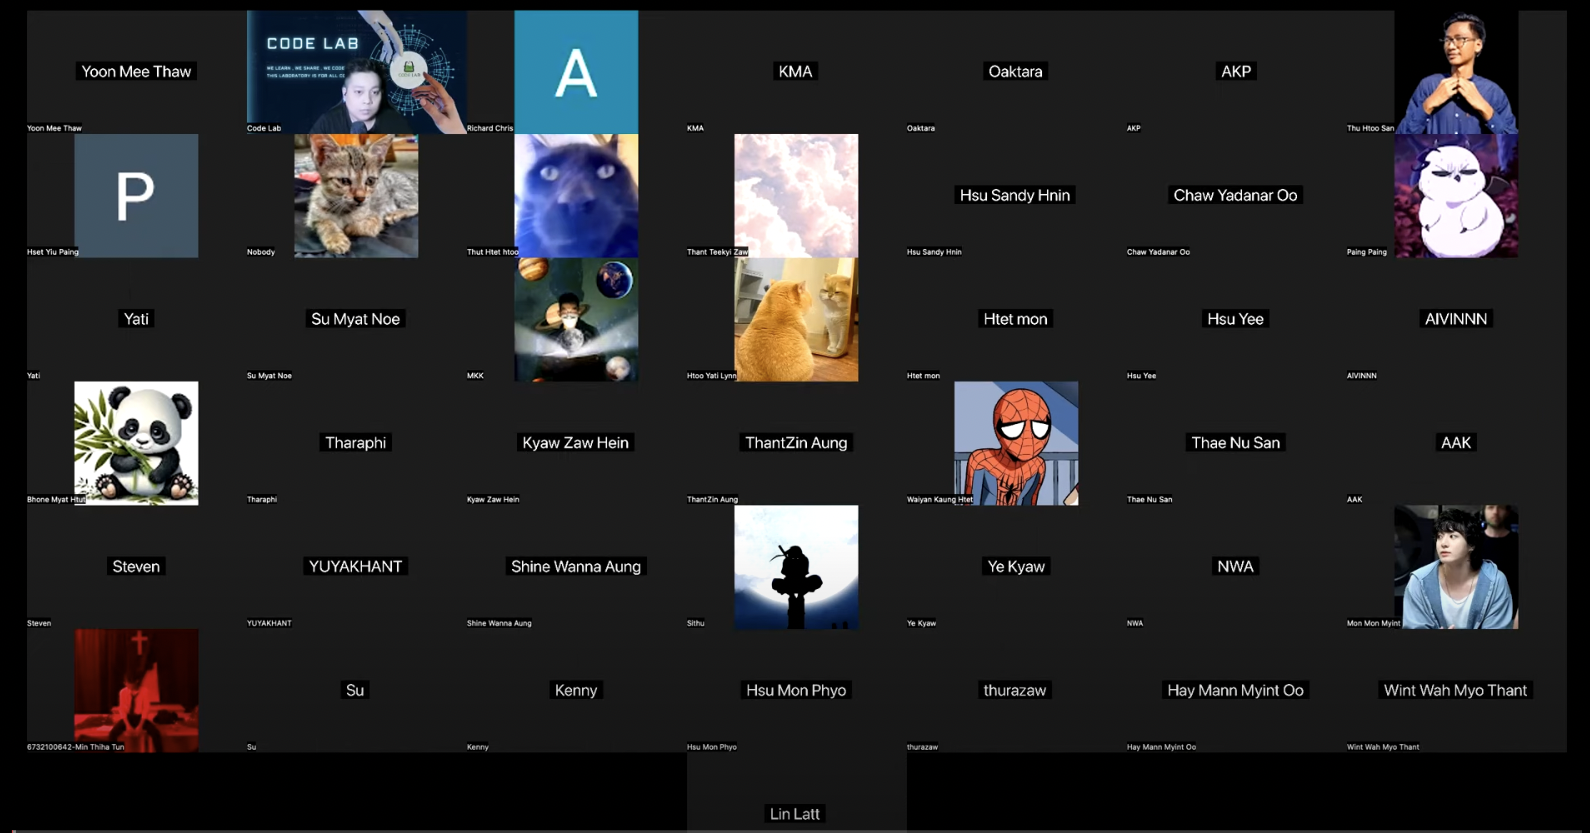 Yoon Mee Thaw
Yoon Mee Thaw
CODE LAB
WE LEARN . WE SHARE . WE CODE
THIS LABORATORY IS FOR ALL
CODE LAB
Code Lab
A
Richard Chris
KMA
KMA
Oaktara
Oaktara
AKP
AKP
Thu Htoo San
P
Hset Yiu Paing
Nobody
Thut Htet htoo
Thant Teekyi Zaw
Hsu Sandy Hnin
Hsu Sandy Hnin
Chaw Yadanar Oo
Chaw Yadanar Oo
Paing Paing
Yati
Yati
Su Myat Noe
Su Myat Noe
MKK
Htoo Yati Lynn
Htet mon
Htet mon
Hsu Yee
Hsu Yee
AIVINNN
AIVINNN
Bhone Myat Htut
Tharaphi
Tharaphi
Kyaw Zaw Hein
Kyaw Zaw Hein
ThantZin Aung
ThantZin Aung
Waiyan Kaung Htet
Thae Nu San
Thae Nu San
AAK
AAK
Steven
Steven
YUYAKHANT
YUYAKHANT
Shine Wanna Aung
Shine Wanna Aung
Sithu
Ye Kyaw
Ye Kyaw
NWA
NWA
Mon Mon Myint
6732100642-Min Thiha Tun
Su
Su
Kenny
Kenny
Hsu Mon Phyo
Hsu Mon Phyo
thurazaw
thurazaw
Hay Mann Myint Oo
Hay Mann Myint Oo
Wint Wah Myo Thant
Wint Wah Myo Thant
Lin Latt